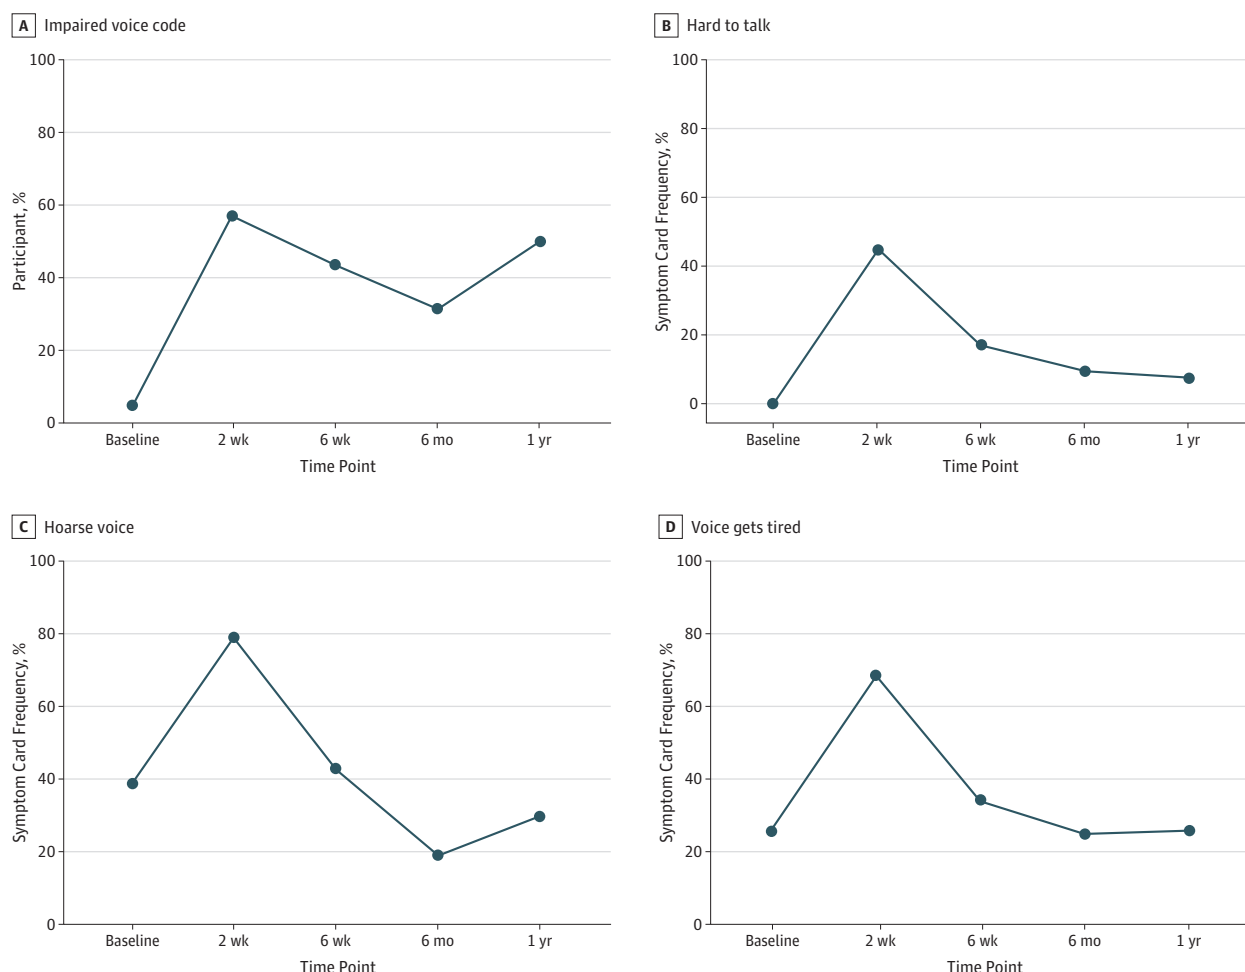 A Impaired voice code
100
80
60
40
20
0
Participant, %
Baseline 2 wk 6 wk 6 mo 1 yr
Time Point
B Hard to talk
100
80
60
40
20
0
Symptom Card Frequency, %
Baseline 2 wk 6 wk 6 mo 1 yr
Time Point
C Hoarse voice
100
80
60
40
20
0
Symptom Card Frequency, %
Baseline 2 wk 6 wk 6 mo 1 yr
Time Point
D Voice gets tired
100
80
60
40
20
0
Symptom Card Frequency, %
Baseline 2 wk 6 wk 6 mo 1 yr
Time Point